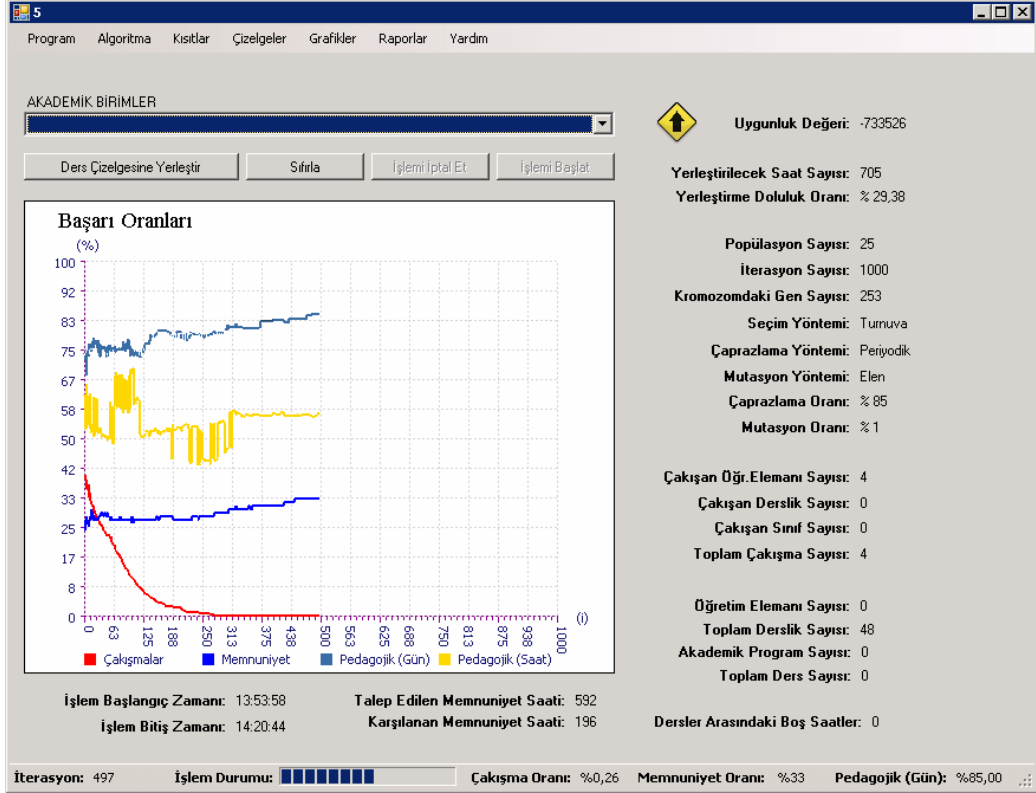 5
Program Algoritma Kısıtlar Çizelgeler Grafikler Raporlar Yardım
AKADEMİK BİRİMLER
Ders Çizelgesine Yerleştir Sıfırla İşlemi İptal Et İşlemi Başlat
Başarı Oranları
(%)
100
92
83
75
67
58
50
42
33
25
17
8
0
0 63 125 188 250 313 375 438 500 563 625 688 750 813 875 938 1000 (i)
Çakışmalar Memnuniyet Pedagojik (Gün) Pedagojik (Saat)
İşlem Başlangıç Zamanı: 13:53:58 Talep Edilen Memnuniyet Saati: 592
İşlem Bitiş Zamanı: 14:20:44 Karşılanan Memnuniyet Saati: 196
Uygunluk Değeri: -733526
Yerleştirilecek Saat Sayısı: 705
Yerleştirme Doluluk Oranı: % 29,38
Popülasyon Sayısı: 25
İterasyon Sayısı: 1000
Kromozomdaki Gen Sayısı: 253
Seçim Yöntemi: Turnuva
Çaprazlama Yöntemi: Periyodik
Mutasyon Yöntemi: Elen
Çaprazlama Oranı: % 85
Mutasyon Oranı: % 1
Çakışan Öğr.Elemanı Sayısı: 4
Çakışan Derslik Sayısı: 0
Çakışan Sınıf Sayısı: 0
Toplam Çakışma Sayısı: 4
Öğretim Elemanı Sayısı: 0
Toplam Derslik Sayısı: 48
Akademik Program Sayısı: 0
Toplam Ders Sayısı: 0
Dersler Arasındaki Boş Saatler: 0
İterasyon: 497 İşlem Durumu: Çakışma Oranı: %0,26 Memnuniyet Oranı: %33 Pedagojik (Gün): %85,00